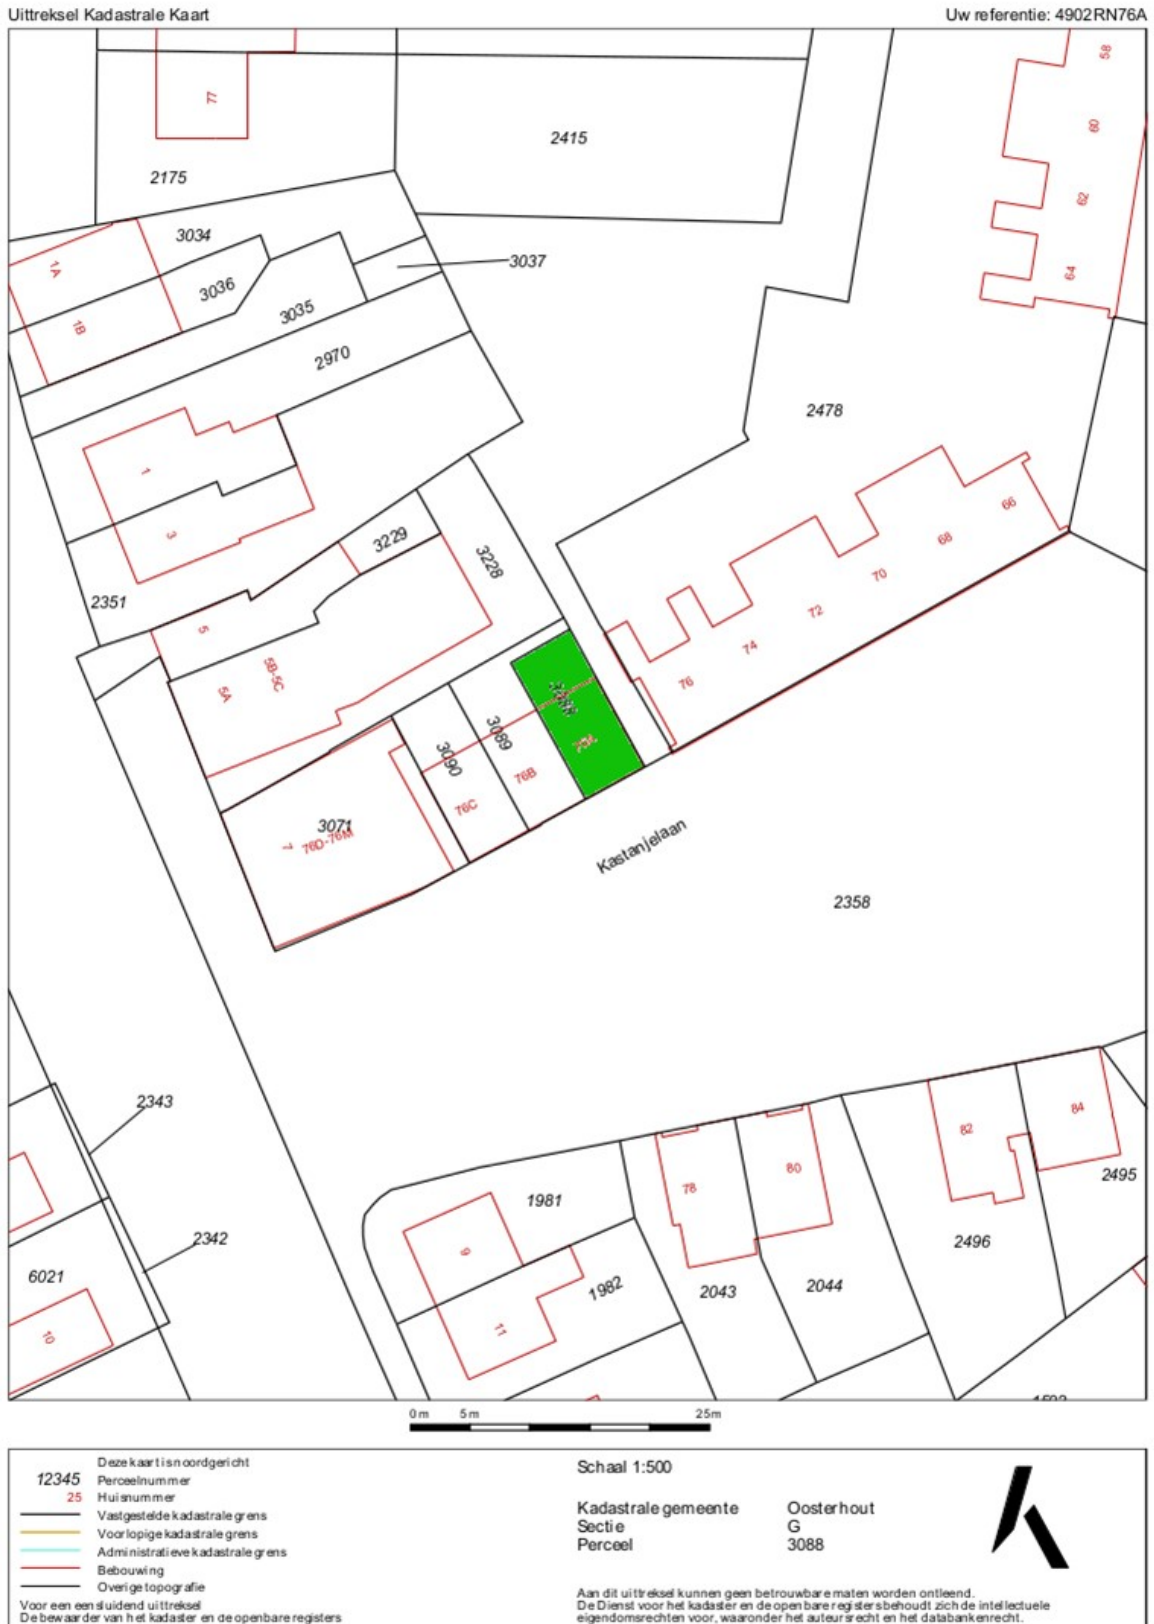 Uittreksel Kadastrale Kaart
Uw referentie: 4902RN76A
58
77
60
2415
2175
62
3034
3037
1A
64
3036
3035
1B
2970
2478
1
66
3
68
3229
3228
70
2351
72
5
74
5B-5C
5A
76
3088
3089
76A
3090
76B
76C
3071
7
76D-76M
Kastanjelaan
2358
2343
84
82
80
2495
78
1981
2342
2496
9
6021
1982
2043
2044
10
11
1592
0 m 5 m 25m
Deze kaart is noordgericht
12345 Perceelnummer
25 Huisnummer
Vastgestelde kadastrale grens
Voorlopige kadastrale grens
Administratieve kadastrale grens
Bebouwing
Overige topografie
Voor een eensluidend uittreksel
De bewaarder van het kadaster en de openbare registers
Schaal 1:500
Kadastrale gemeente Oosterhout
Sectie G
Perceel 3088
Aan dit uittreksel kunnen geen betrouwbare maten worden ontleend.
De Dienst voor het kadaster en de openbare registers behoudt zich de intellectuele
eigendomsrechten voor, waaronder het auteursrecht en het databankenrecht.